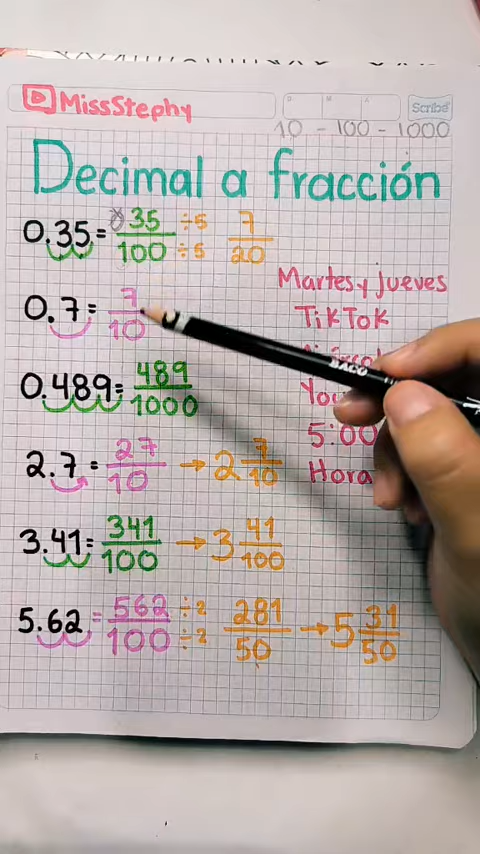 MissStephy
D M A
Scribe
10 - 100 - 1000
Decimal a fracción
0.35 = 035/100 ÷5/÷5 7/20
Martes y jueves
TikTok
0.7 = 7/10
0.489 = 489/1000
5:00
2.7 = 27/10 → 2 7/10
Hora
3.41 = 341/100 → 3 41/100
5.62 = 562/100 ÷2/÷2 281/50 → 5 31/50
BACO